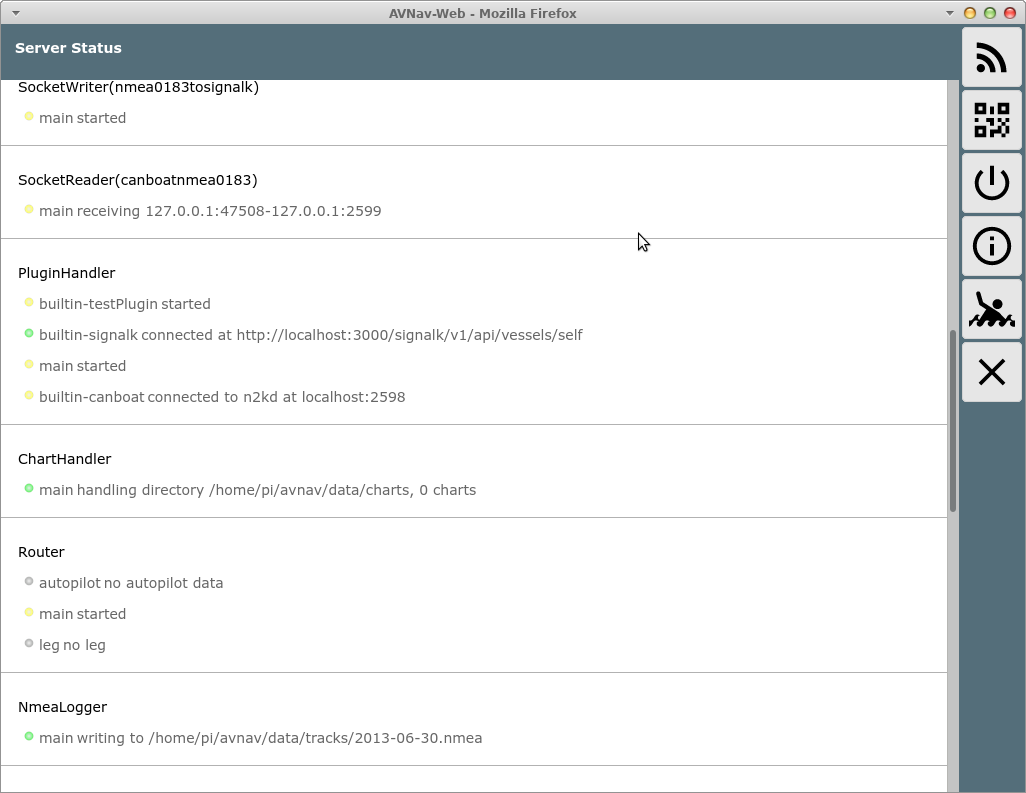 AVNav-Web - Mozilla Firefox
Server Status
SocketWriter(nmea0183tosignalk)
main started
SocketReader(canboatnmea0183)
main receiving 127.0.0.1:47508-127.0.0.1:2599
PluginHandler
builtin-testPlugin started
builtin-signalk connected at http://localhost:3000/signalk/v1/api/vessels/self
main started
builtin-canboat connected to n2kd at localhost:2598
ChartHandler
main handling directory /home/pi/avnav/data/charts, 0 charts
Router
autopilot no autopilot data
main started
leg no leg
NmeaLogger
main writing to /home/pi/avnav/data/tracks/2013-06-30.nmea